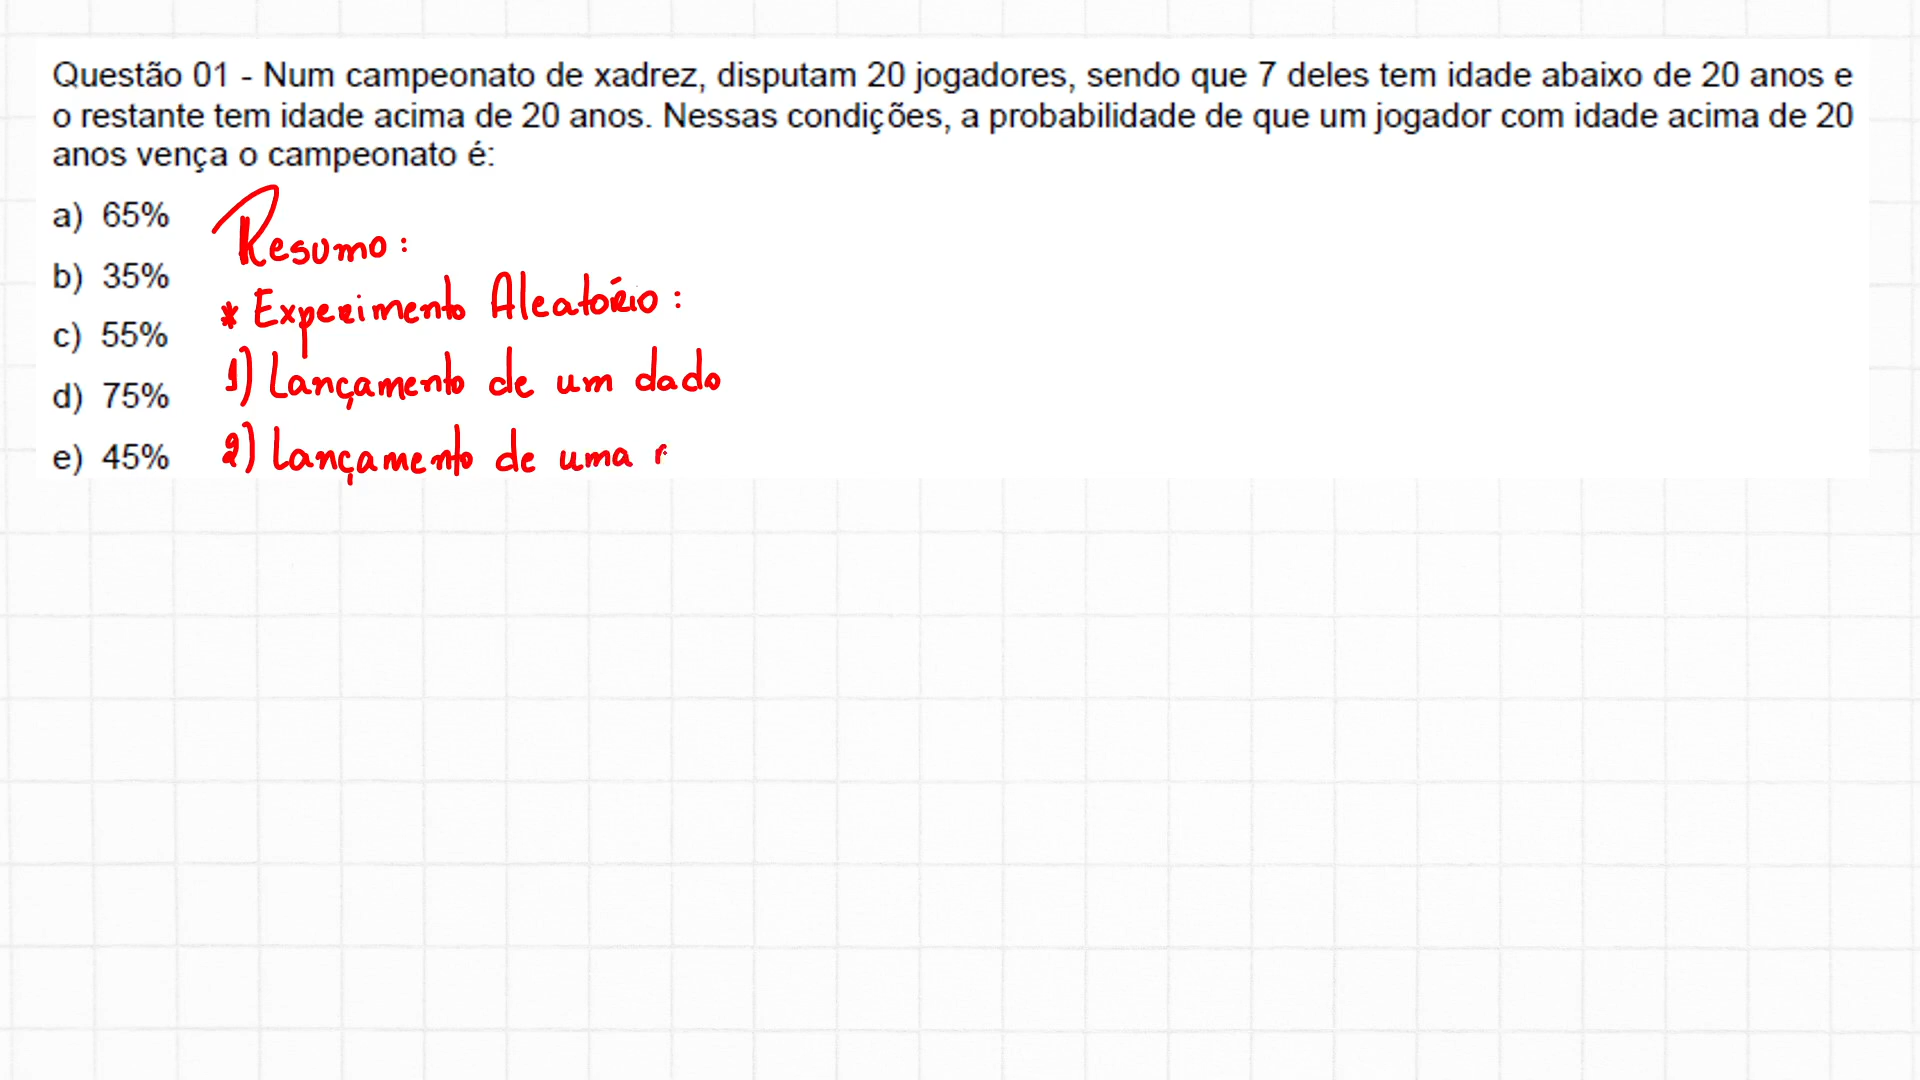 Questão 01 - Num campeonato de xadrez, disputam 20 jogadores, sendo que 7 deles tem idade abaixo de 20 anos e
o restante tem idade acima de 20 anos. Nessas condições, a probabilidade de que um jogador com idade acima de 20
anos vença o campeonato é:
a) 65%
b) 35%
c) 55%
d) 75%
e) 45%
Resumo:
* Experimento Aleatório:
1) Lançamento de um dado
2) Lançamento de uma